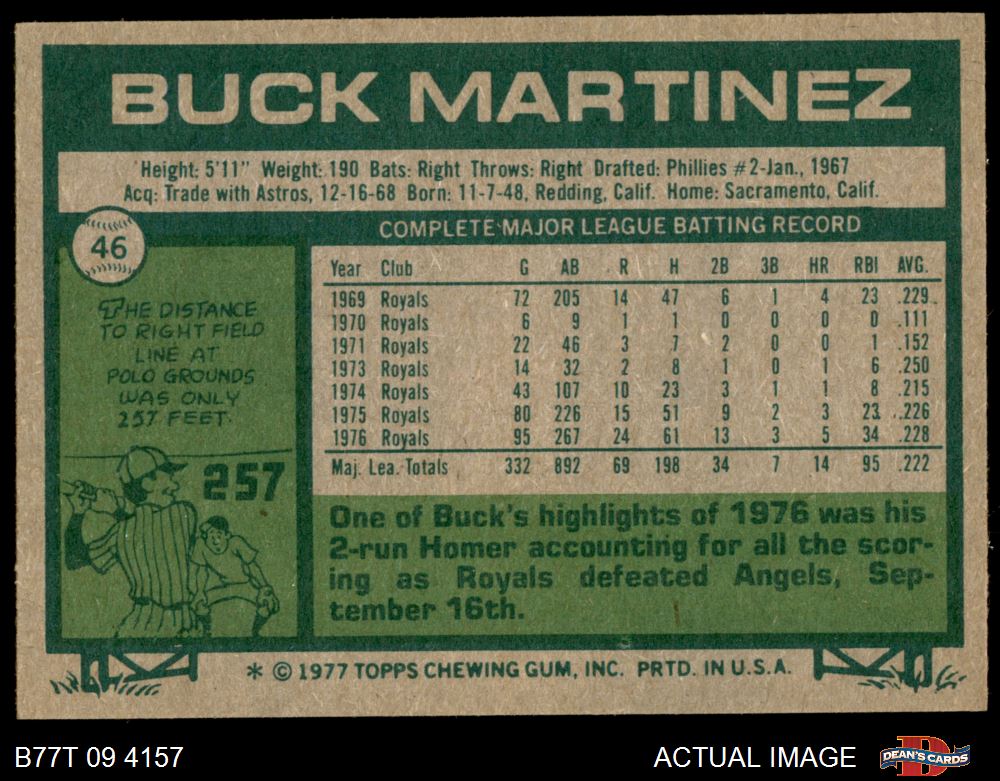 BUCK MARTINEZ
Height: 5'11" Weight: 190 Bats: Right Throws: Right Drafted: Phillies #2-Jan., 1967
Acq: Trade with Astros, 12-16-68 Born: 11-7-48, Redding, Calif. Home: Sacramento, Calif.
46
THE DISTANCE
TO RIGHT FIELD
LINE AT
POLO GROUNDS
WAS ONLY
257 FEET.
257
COMPLETE MAJOR LEAGUE BATTING RECORD
Year Club G AB R H 2B 3B HR RBI AVG.
1969 Royals 72 205 14 47 6 1 4 23 .229
1970 Royals 6 9 1 1 0 0 0 0 .111
1971 Royals 22 46 3 7 2 0 0 1 .152
1973 Royals 14 32 2 8 1 0 1 6 .250
1974 Royals 43 107 10 23 3 1 1 8 .215
1975 Royals 80 226 15 51 9 2 3 23 .226
1976 Royals 95 267 24 61 13 3 5 34 .228
Maj. Lea. Totals 332 892 69 198 34 7 14 95 .222
One of Buck's highlights of 1976 was his
2-run Homer accounting for all the scor-
ing as Royals defeated Angels, Sep-
tember 16th.
* © 1977 TOPPS CHEWING GUM, INC. PRTD. IN U.S.A.
B77T 09 4157
ACTUAL IMAGE
DEAN'S CARDS